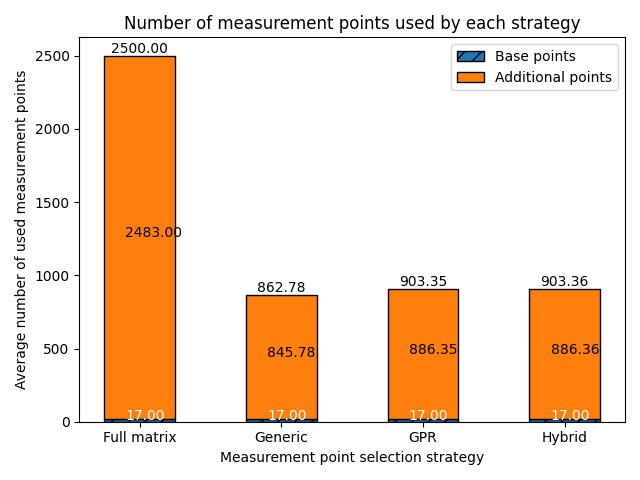 Number of measurement points used by each strategy
Base points
Additional points
Average number of used measurement points
2500
2000
1500
1000
500
0
2500.00
862.78
903.35
903.36
2483.00
845.78
886.35
886.36
17.00
17.00
17.00
17.00
Full matrix
Generic
GPR
Hybrid
Measurement point selection strategy